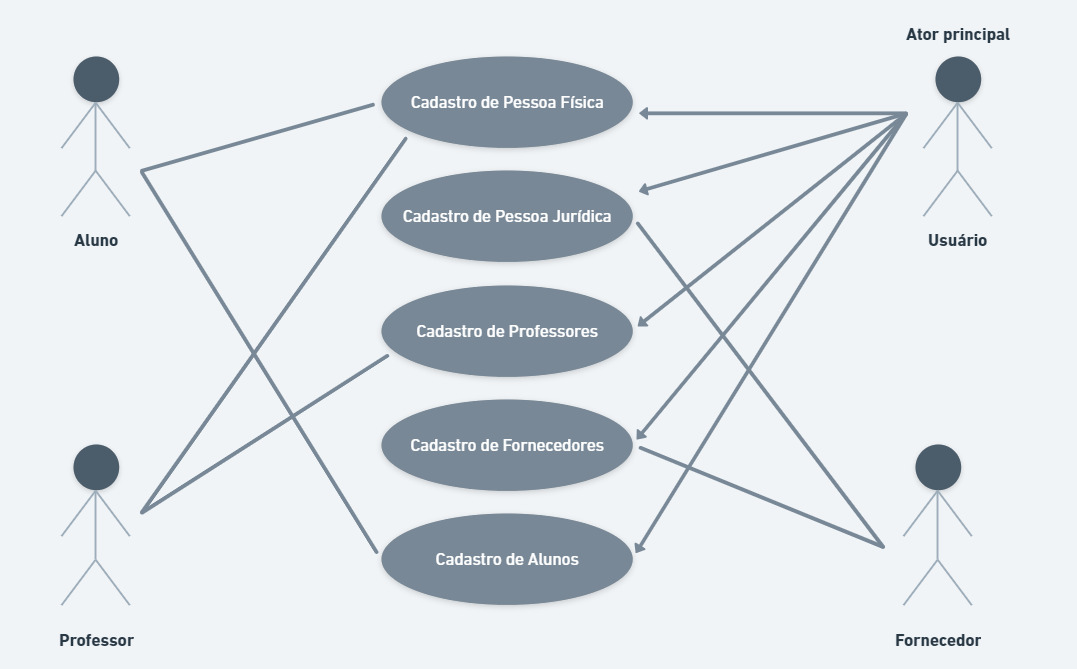 Ator principal
Cadastro de Pessoa Física
Cadastro de Pessoa Jurídica
Aluno
Usuário
Cadastro de Professores
Cadastro de Fornecedores
Cadastro de Alunos
Professor
Fornecedor